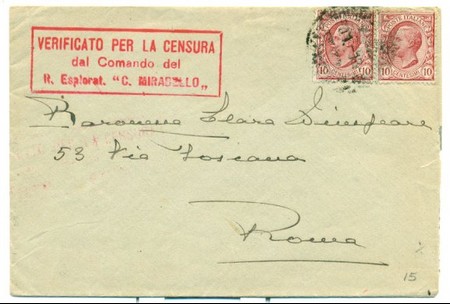 VERIFICATO PER LA CENSURA
dal Comando del
R. Esplorat. "C. MIRABELLO„
POSTE ITALIANE
10 CENTESIMI 10
POSTE ITALIANE
10 CENTESIMI 10
Baronessa Clara
53 Via Toscana
Roma
15